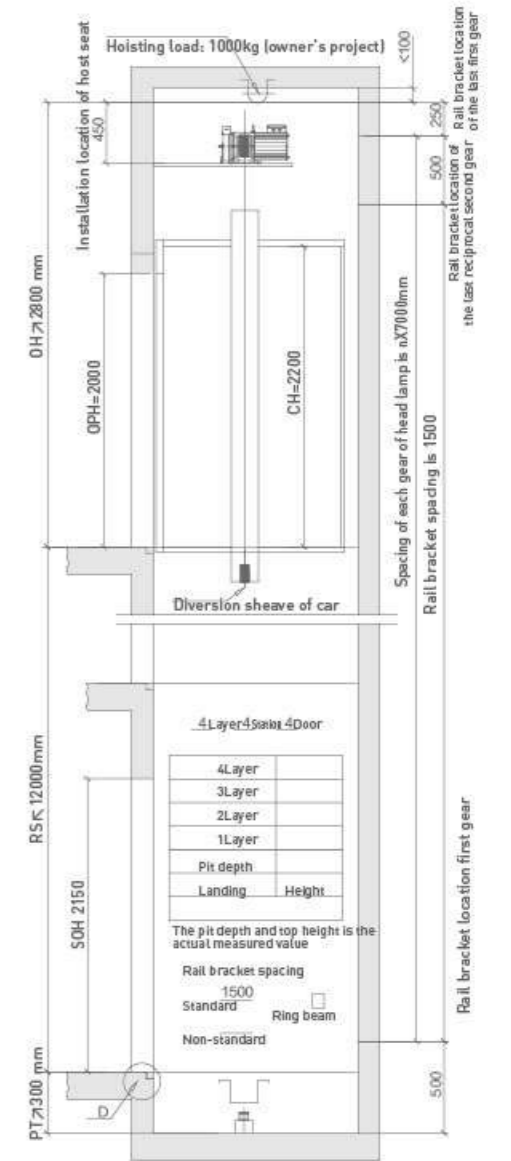 Hoisting load: 1000kg (owner's project)
<100
Rail bracket location
of the last first gear
250
Installation location of host seat
450
500
Rail bracket location of
the last reciprocal second gear
OH↗2800 mm
OPH=2000
CH=2200
Spacing of each gear of head lamp is nX7000mm
Rail bracket spacing is 1500
Diversion sheave of car
RS↖12000mm
SOH 2150
4Layer4Station 4Door
4Layer
3Layer
2Layer
1Layer
Pit depth
Landing Height
The pit depth and top height is the
actual measured value
Rail bracket spacing
1500
Standard
Ring beam
Non-standard
Rail bracket location first gear
PT↗1300 mm
D
500